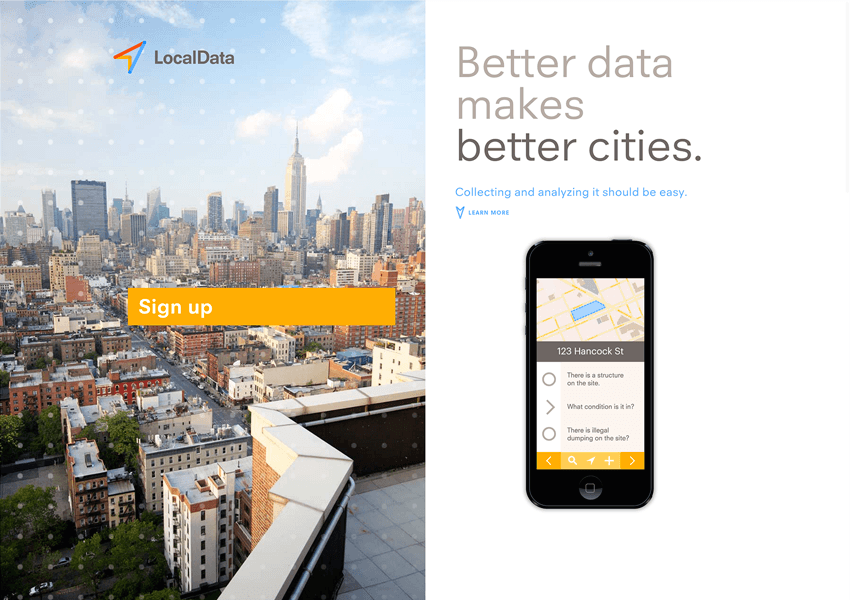 LocalData
Sign up
Better data
makes
better cities.
Collecting and analyzing it should be easy.
LEARN MORE
123 Hancock St
There is a structure
on the site.
What condition is it in?
There is illegal
dumping on the site?